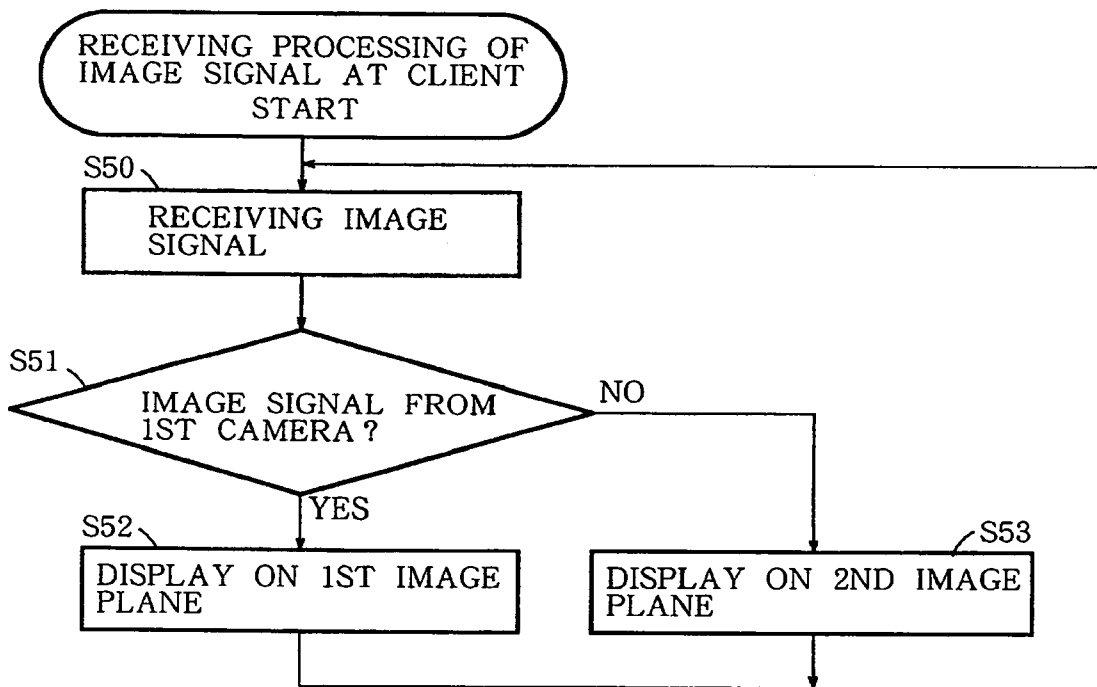 RECEIVING PROCESSING OF
IMAGE SIGNAL AT CLIENT
START
S50
RECEIVING IMAGE
SIGNAL
S51
IMAGE SIGNAL FROM
1ST CAMERA?
NO
YES
S52
DISPLAY ON 1ST IMAGE
PLANE
S53
DISPLAY ON 2ND IMAGE
PLANE